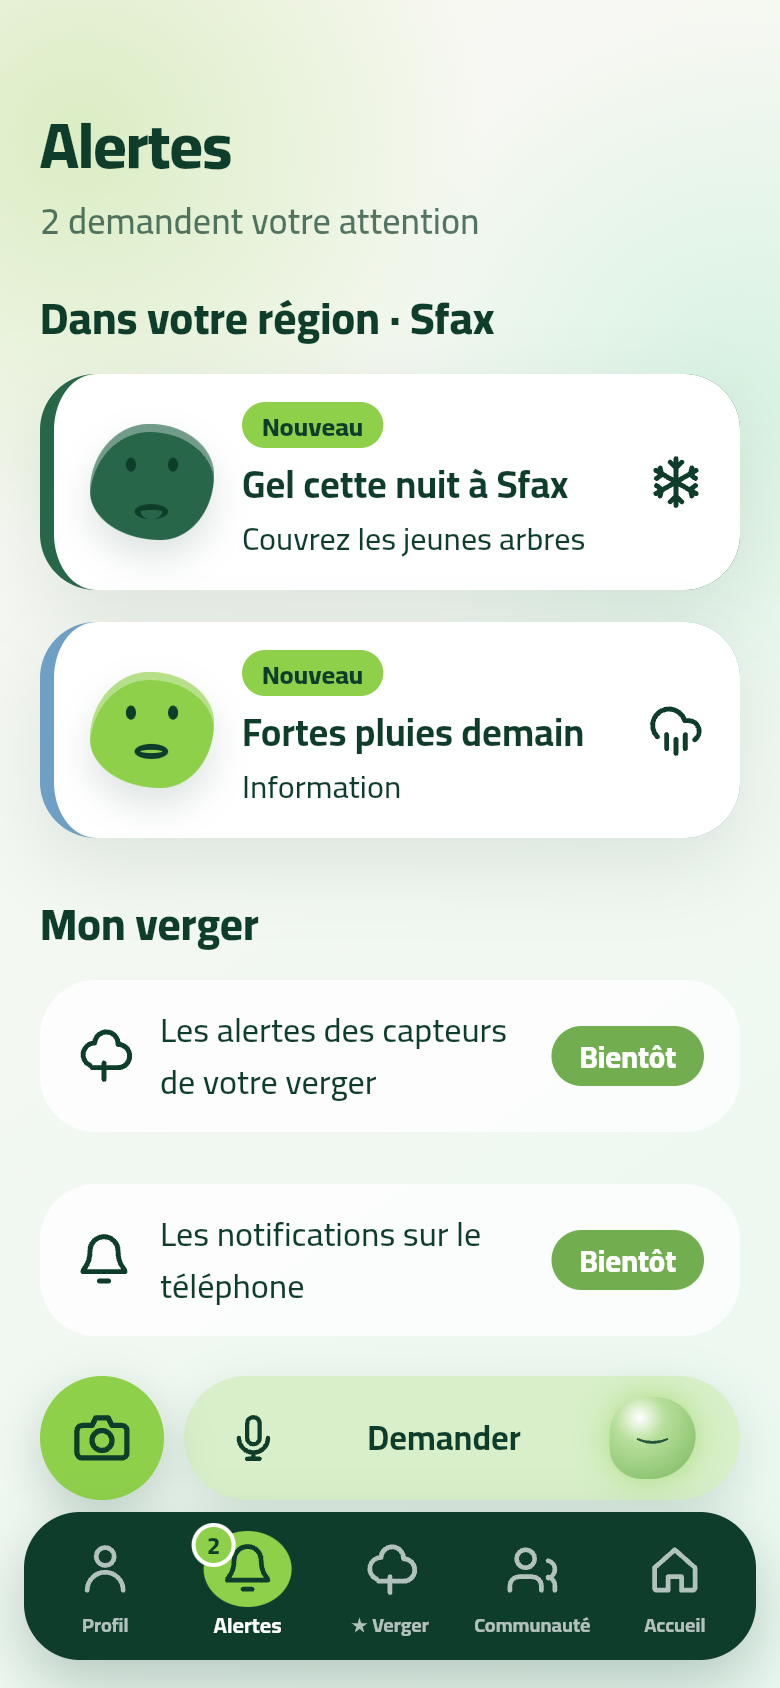 Alertes
2 demandent votre attention
Dans votre région · Sfax
Nouveau
Gel cette nuit à Sfax
Couvrez les jeunes arbres
Nouveau
Fortes pluies demain
Information
Mon verger
Les alertes des capteurs
de votre verger
Bientôt
Les notifications sur le
téléphone
Bientôt
Demander
2
Profil
Alertes
★ Verger
Communauté
Accueil